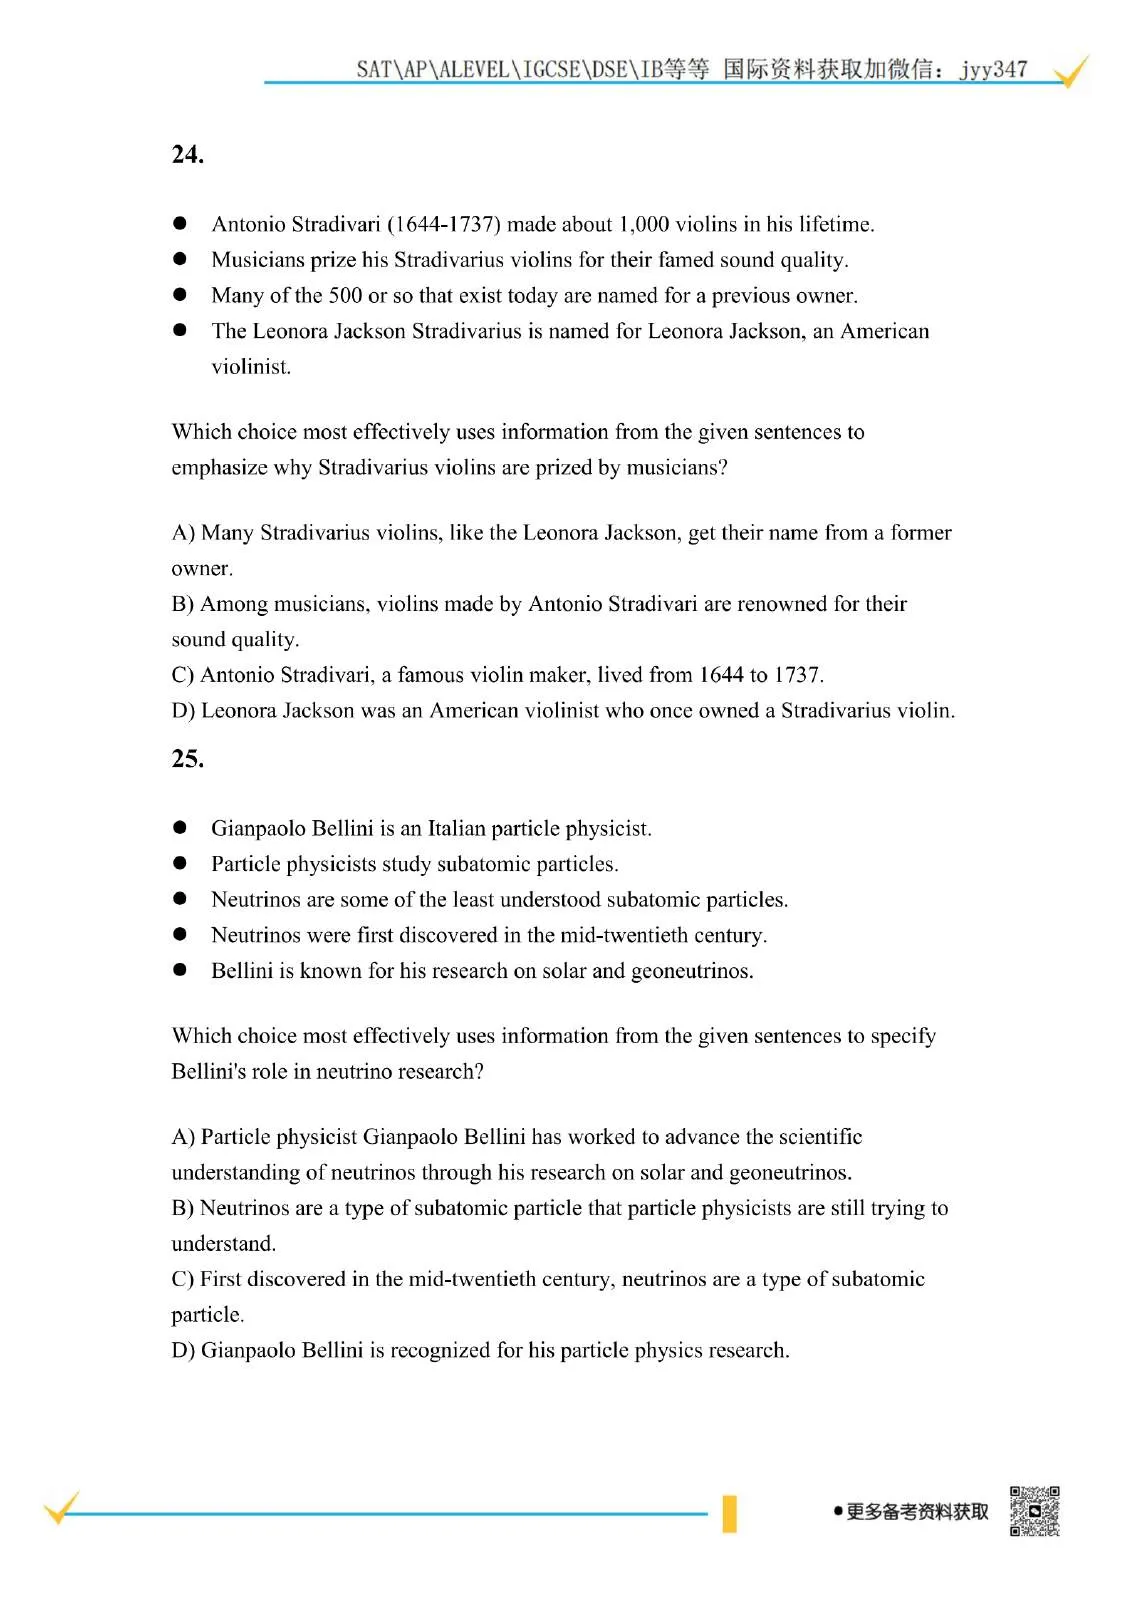 SAT\AP\ALEVEL\IGCSE\DSE\IB等等 国际资料获取加微信：jyy347
24.
● Antonio Stradivari (1644-1737) made about 1,000 violins in his lifetime.
● Musicians prize his Stradivarius violins for their famed sound quality.
● Many of the 500 or so that exist today are named for a previous owner.
● The Leonora Jackson Stradivarius is named for Leonora Jackson, an American
violinist.
Which choice most effectively uses information from the given sentences to
emphasize why Stradivarius violins are prized by musicians?
A) Many Stradivarius violins, like the Leonora Jackson, get their name from a former
owner.
B) Among musicians, violins made by Antonio Stradivari are renowned for their
sound quality.
C) Antonio Stradivari, a famous violin maker, lived from 1644 to 1737.
D) Leonora Jackson was an American violinist who once owned a Stradivarius violin.
25.
● Gianpaolo Bellini is an Italian particle physicist.
● Particle physicists study subatomic particles.
● Neutrinos are some of the least understood subatomic particles.
● Neutrinos were first discovered in the mid-twentieth century.
● Bellini is known for his research on solar and geoneutrinos.
Which choice most effectively uses information from the given sentences to specify
Bellini's role in neutrino research?
A) Particle physicist Gianpaolo Bellini has worked to advance the scientific
understanding of neutrinos through his research on solar and geoneutrinos.
B) Neutrinos are a type of subatomic particle that particle physicists are still trying to
understand.
C) First discovered in the mid-twentieth century, neutrinos are a type of subatomic
particle.
D) Gianpaolo Bellini is recognized for his particle physics research.
●更多备考资料获取